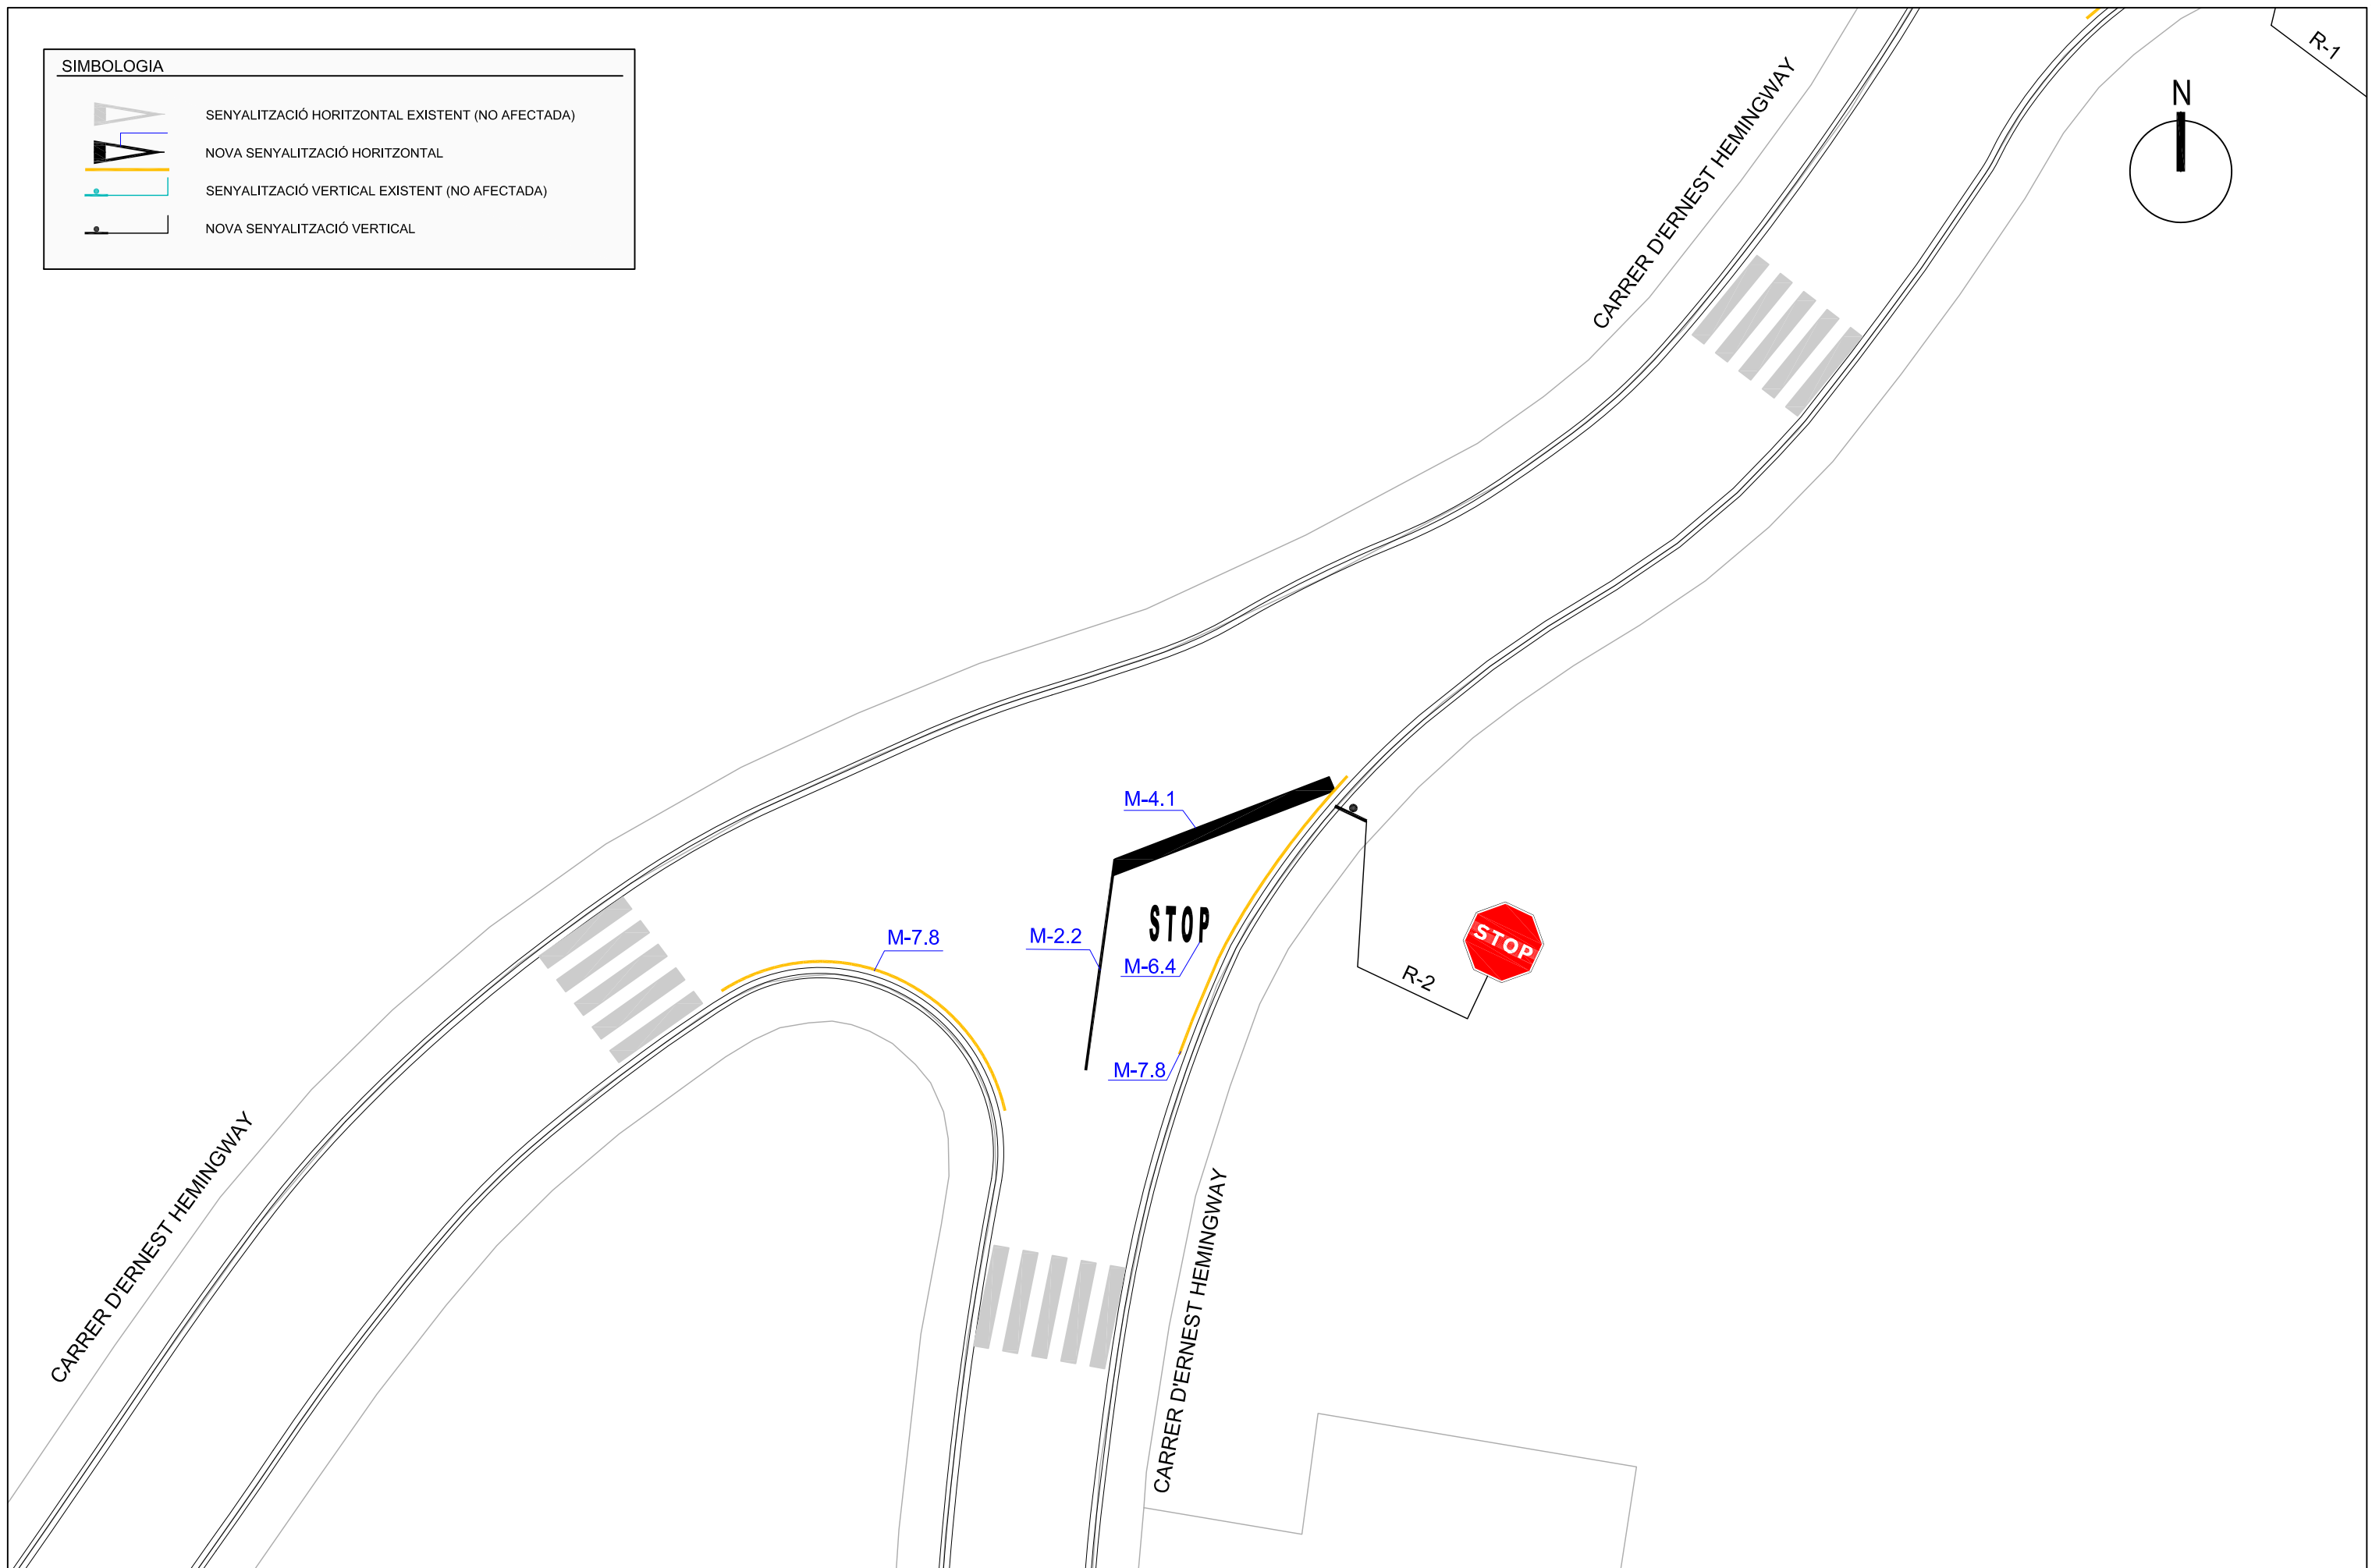 SIMBOLOGIA
SENYALITZACIÓ HORITZONTAL EXISTENT (NO AFECTADA)
NOVA SENYALITZACIÓ HORITZONTAL
SENYALITZACIÓ VERTICAL EXISTENT (NO AFECTADA)
NOVA SENYALITZACIÓ VERTICAL
R-1
N
CARRER D'ERNEST HEMINGWAY
M-4.1
STOP
M-7.8
M-2.2
M-6.4
STOP
R-2
M-7.8
CARRER D'ERNEST HEMINGWAY
CARRER D'ERNEST HEMINGWAY